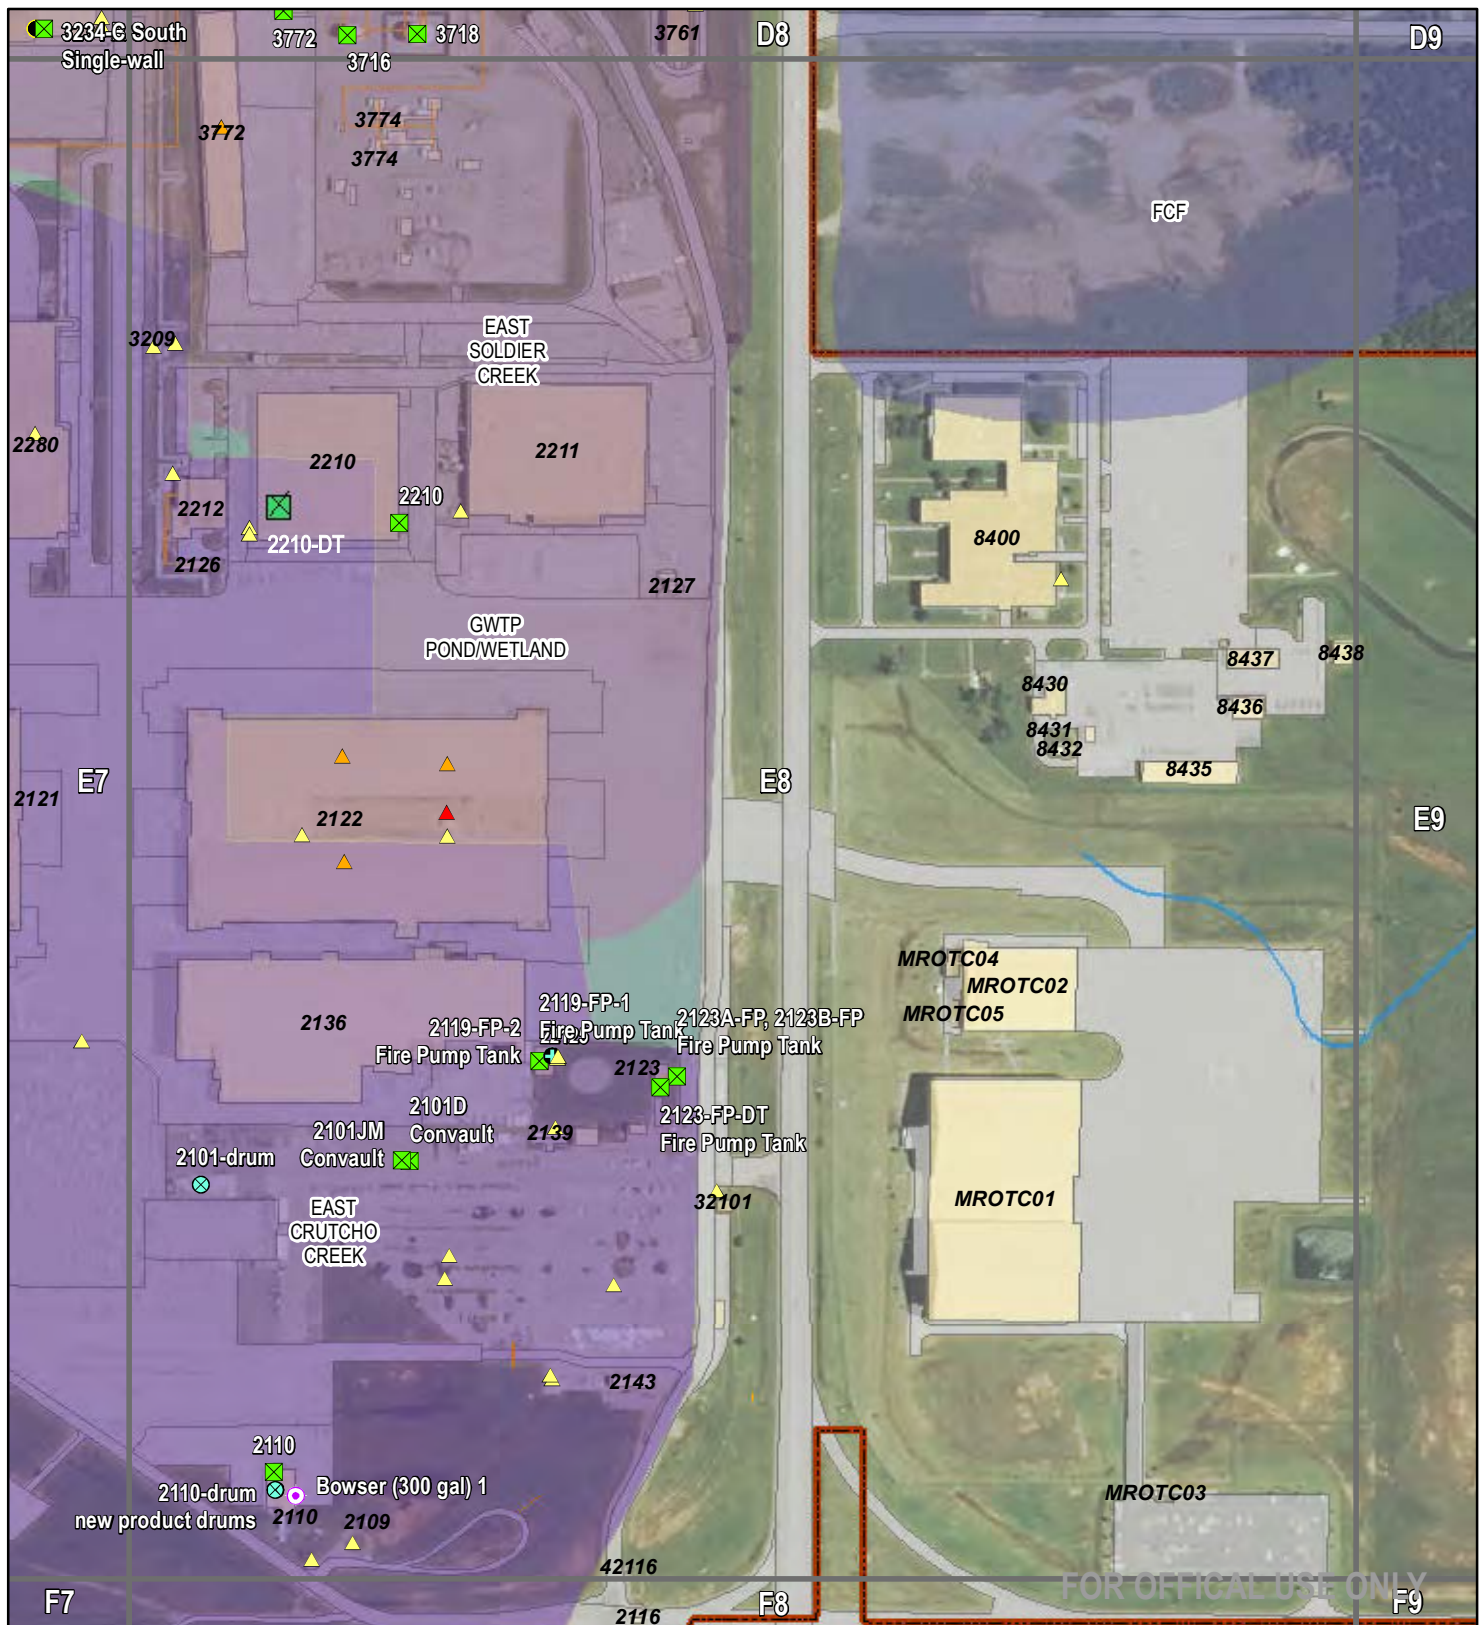 3234-C South
Single-wall
3772
3716
3718
3761
D8
D9
3772
3774
3774
FCF
3209
EAST
SOLDIER
CREEK
2280
2210
2211
2212
2210
2210-DT
2126
2127
8400
GWTP
POND/WETLAND
8437
8438
8430
8436
8431
8432
8435
E7
E8
E9
2121
2122
MROTC04
MROTC02
MROTC05
2136
2119-FP-1
Fire Pump Tank
2119-FP-2
Fire Pump Tank
2123A-FP, 2123B-FP
Fire Pump Tank
2123
2123-FP-DT
Fire Pump Tank
2101D
Convault
2101JM
Convault
2139
2101-drum
32101
MROTC01
EAST
CRUTCHO
CREEK
2143
2110
Bowser (300 gal) 1
2110-drum
new product drums
2110
2109
MROTC03
42116
FOR OFFICAL USE ONLY
F7
F8
F9
2116